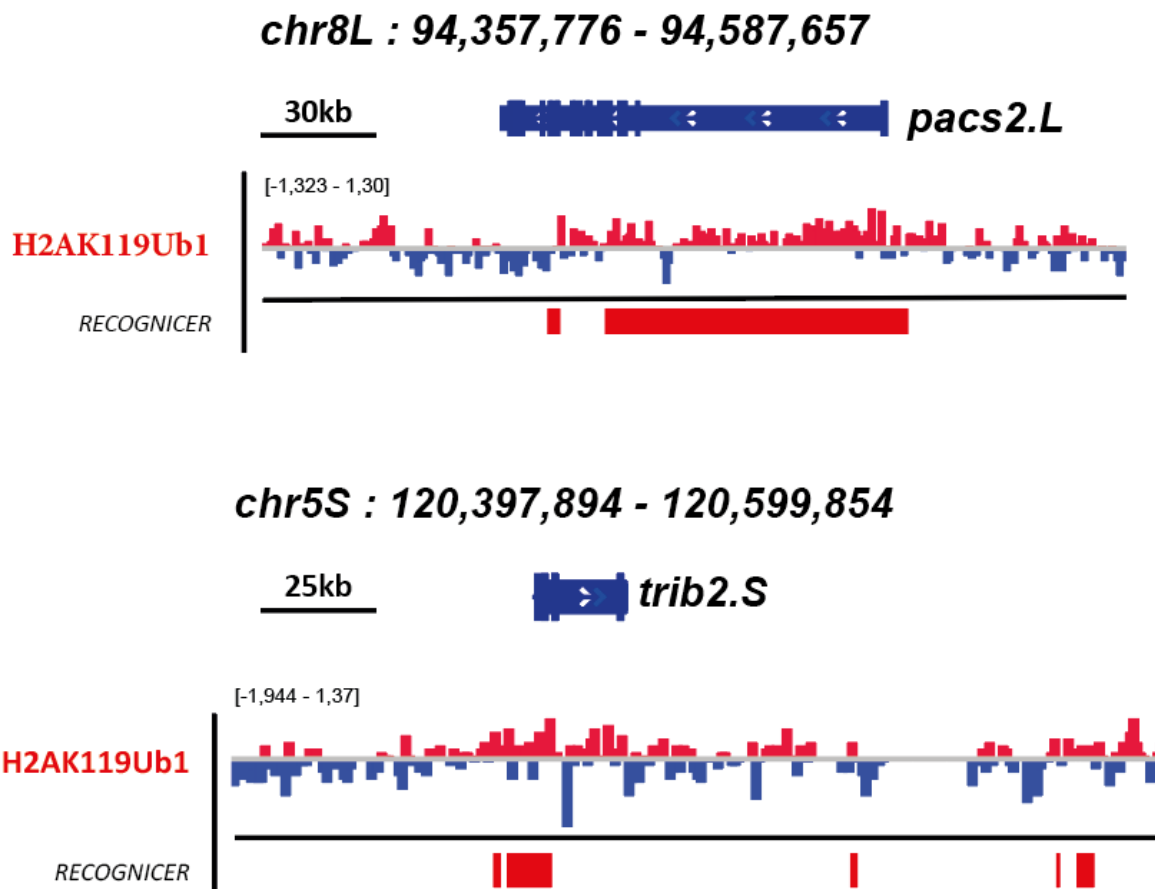 chr8L : 94,357,776 - 94,587,657
30kb
pacs2.L
[-1,323 - 1,30]
H2AK119Ub1
RECOGNICER
chr5S : 120,397,894 - 120,599,854
25kb
trib2.S
[-1,944 - 1,37]
H2AK119Ub1
RECOGNICER